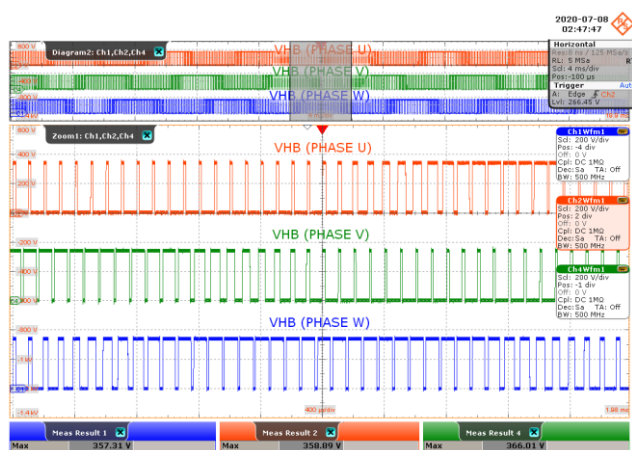 2020-07-08
02:47:47
Diagram2: Ch1,Ch2,Ch4
VHB (PHASE U)
VHB (PHASE V)
VHB (PHASE W)
Horizontal
RL: 5 MSa
Scl: 4 ms/div
Pos:-100 µs
Trigger Auto
A: Edge Ch2
Lvl: 266.45 V
Zoom1: Ch1,Ch2,Ch4
600 V
VHB (PHASE U)
400 V
200 V
-200 V
VHB (PHASE V)
-400 V
-600 V
VHB (PHASE W)
-800 V
-1 kV
-1.4 kV
400 µs/div
1.98 ms
Ch1Wfm1
Scl: 200 V/div
Pos: -4 div
Off: 0 V
Cpl: DC 1MΩ
Dec:Sa TA: Off
BW: 500 MHz
Ch2Wfm1
Scl: 200 V/div
Pos: 2 div
Off: 0 V
Cpl: DC 1MΩ
Dec:Sa TA: Off
BW: 500 MHz
Ch4Wfm1
Scl: 200 V/div
Pos: -1 div
Off: 0 V
Cpl: DC 1MΩ
Dec:Sa TA: Off
BW: 500 MHz
Meas Result 1
Meas Result 2
Meas Result 4
Max 357.31 V
Max 358.89 V
Max 366.01 V